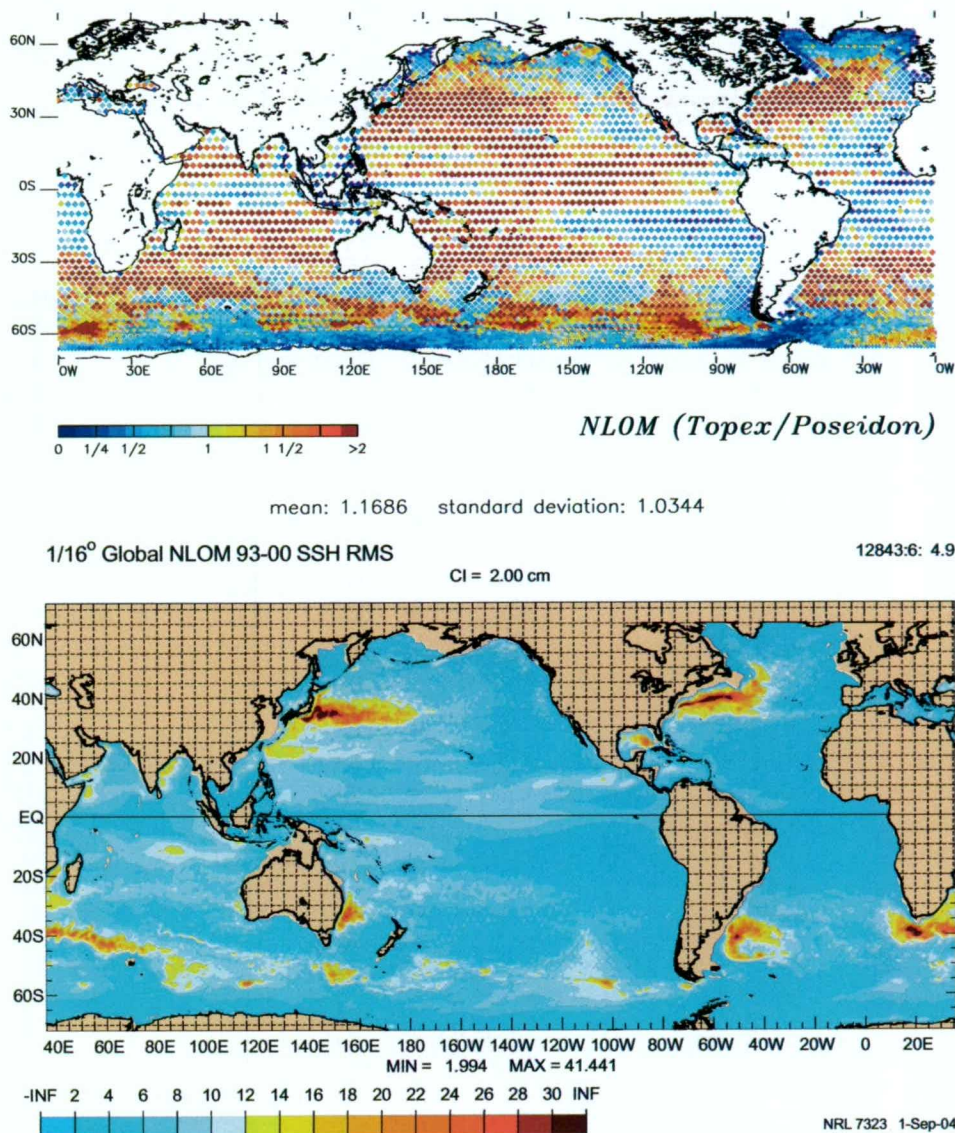 60N
30N
0S
30S
60S
0W 30E 60E 90E 120E 150E 180E 150W 120W 90W 60W 30W 0W
0 1/4 1/2 1 1 1/2 >2
NLOM (Topex/Poseidon)
mean: 1.1686 standard deviation: 1.0344
1/16° Global NLOM 93-00 SSH RMS 12843:6: 4.9
CI = 2.00 cm
60N
40N
20N
EQ
20S
40S
60S
40E 60E 80E 100E 120E 140E 160E 180W 160W 140W 120W 100W 80W 60W 40W 20W 0 20E
MIN = 1.994 MAX = 41.441
-INF 2 4 6 8 10 12 14 16 18 20 22 26 30 INF
NRL 7323 1-Sep-04